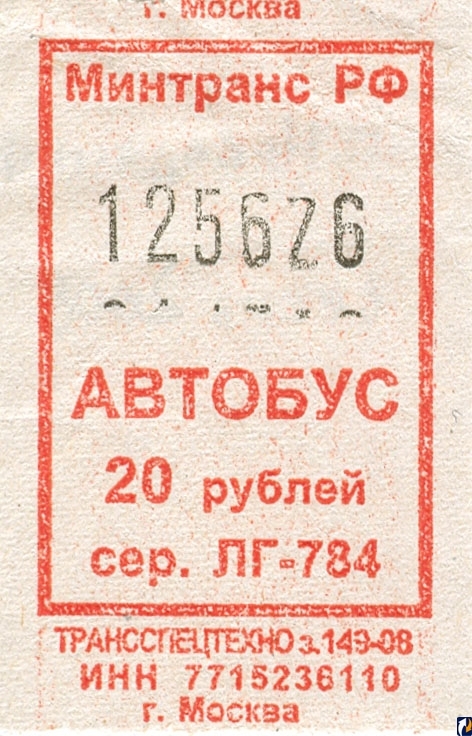 г. Москва
Минтранс РФ
125626
АВТОБУС
20 рублей
сер. ЛГ-784
ТРАНССПЕЦТЕХНО з.149-08
ИНН 7715236110
г. Москва